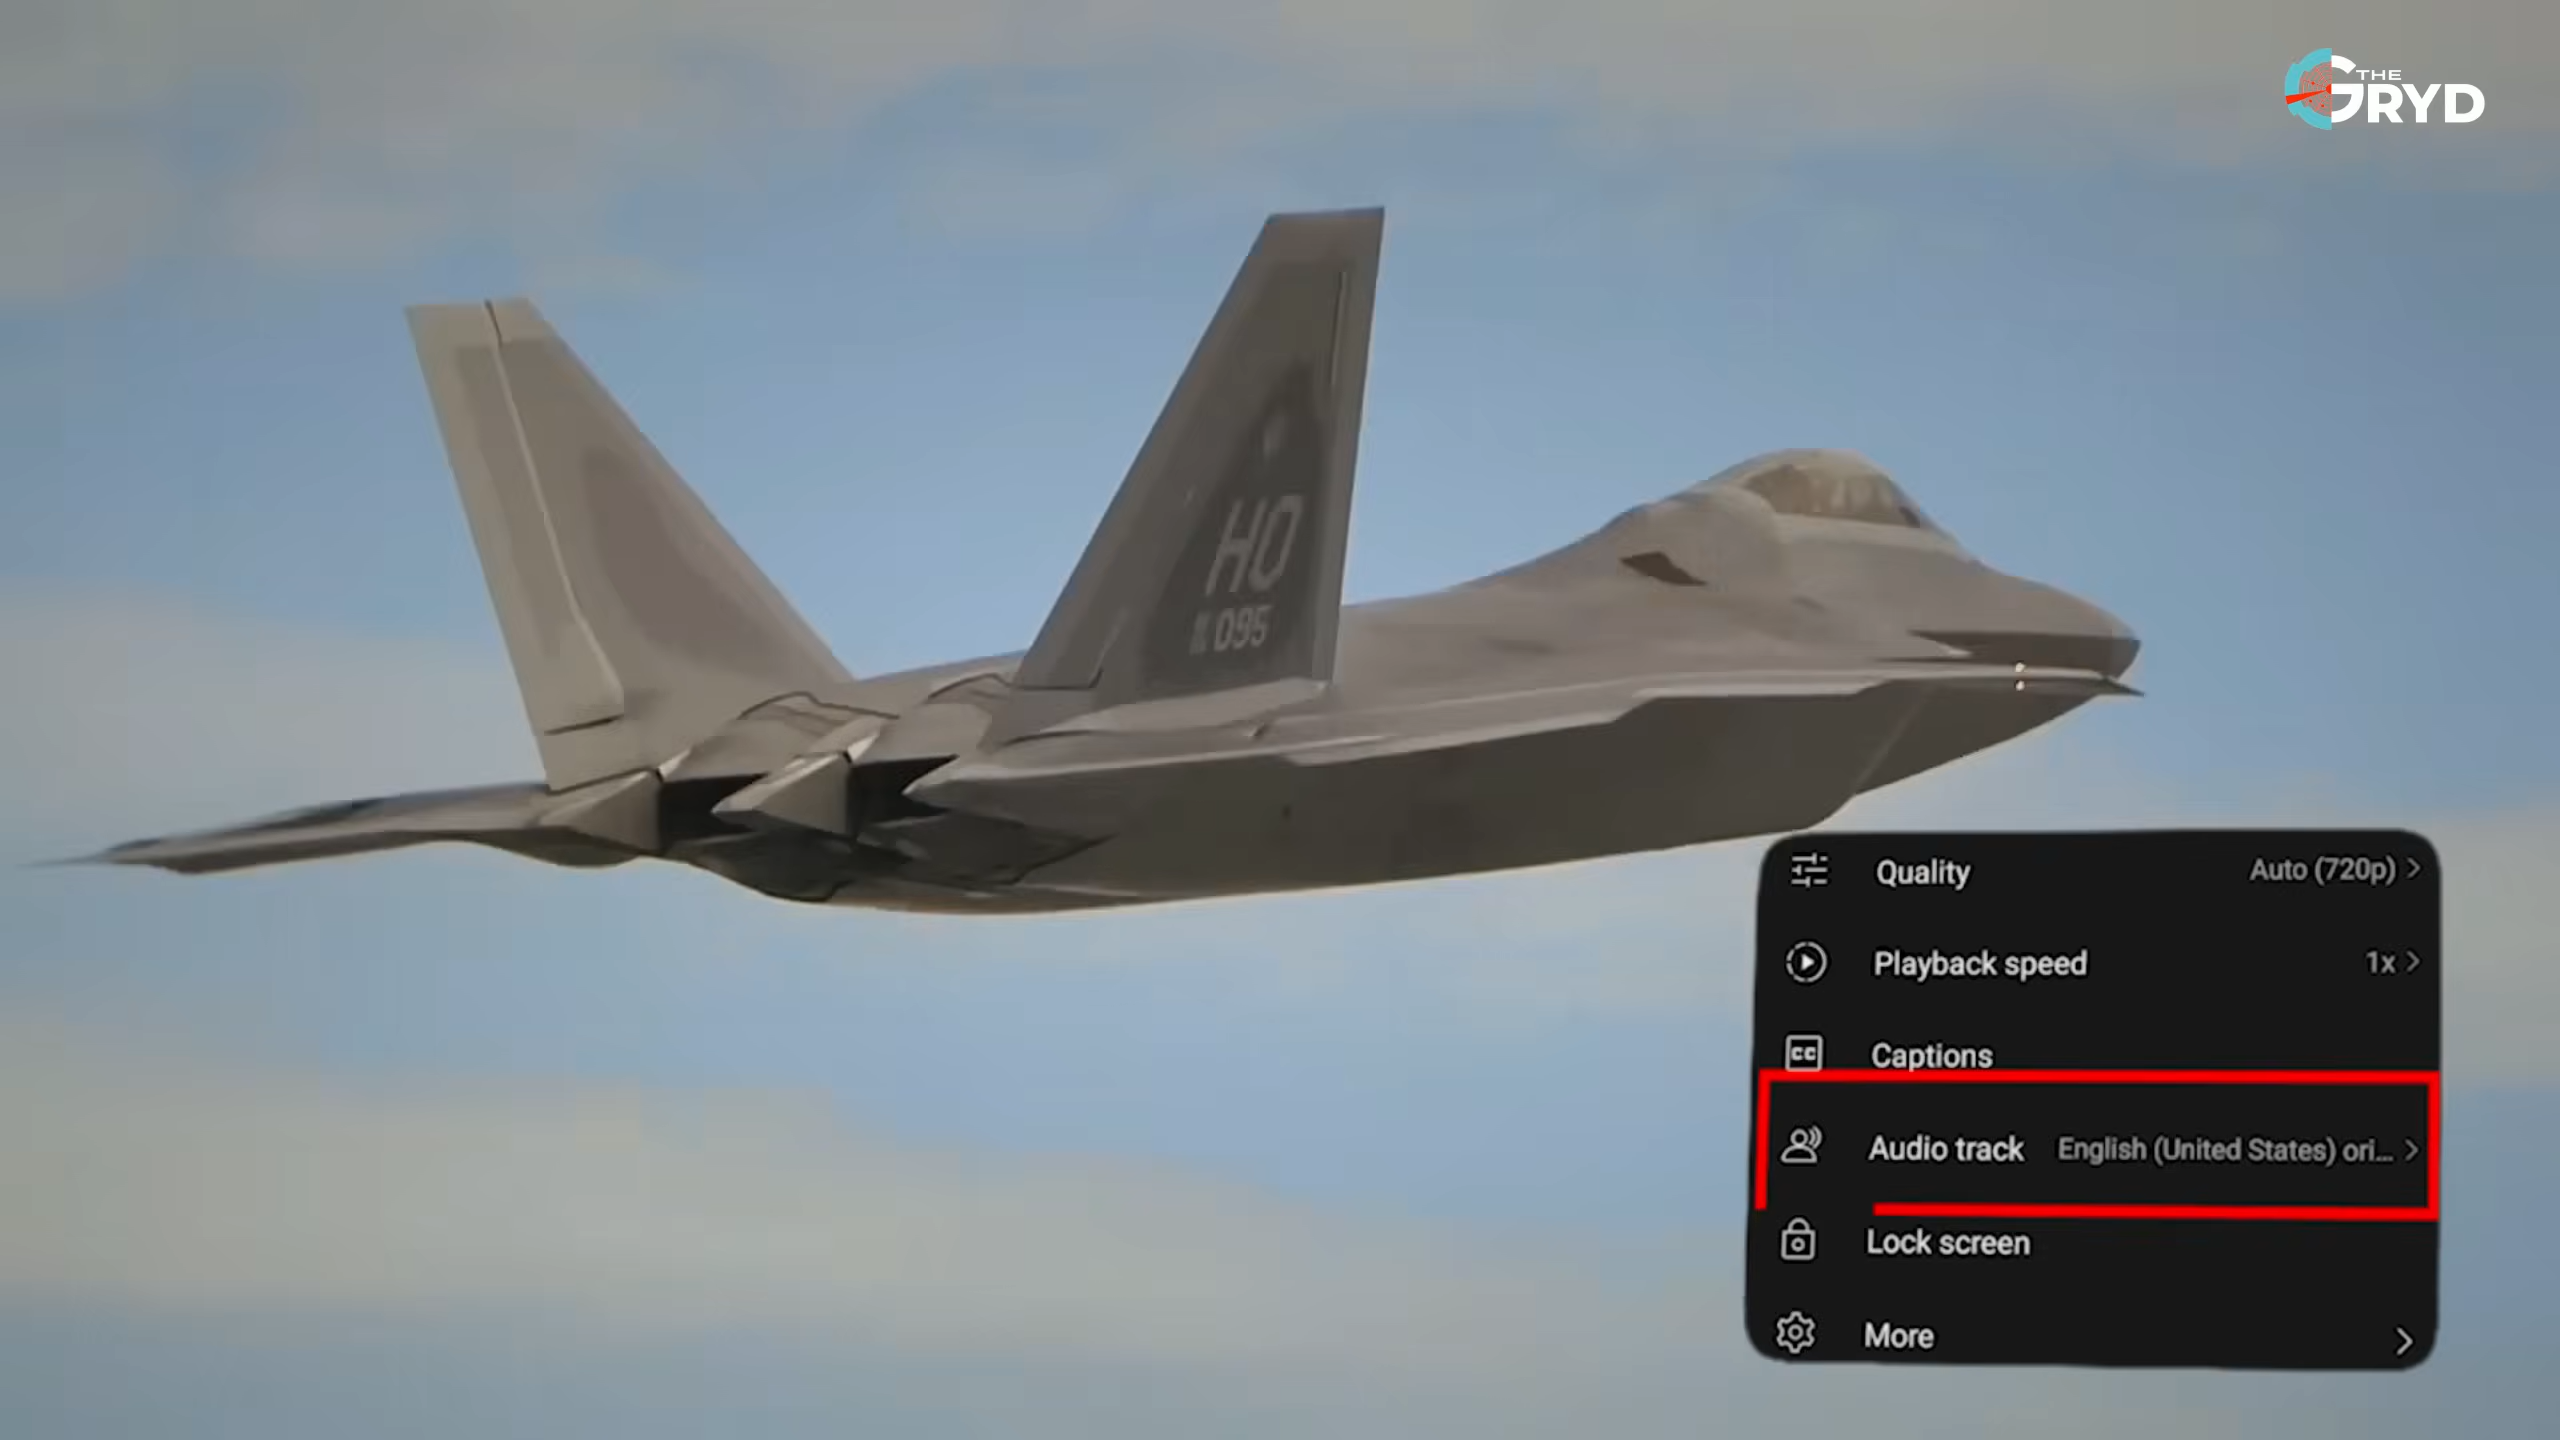 THE
GRYD
HO
095
Quality Auto (720p)
Playback speed 1x
CC Captions
Audio track English (United States) ori...
Lock screen
More